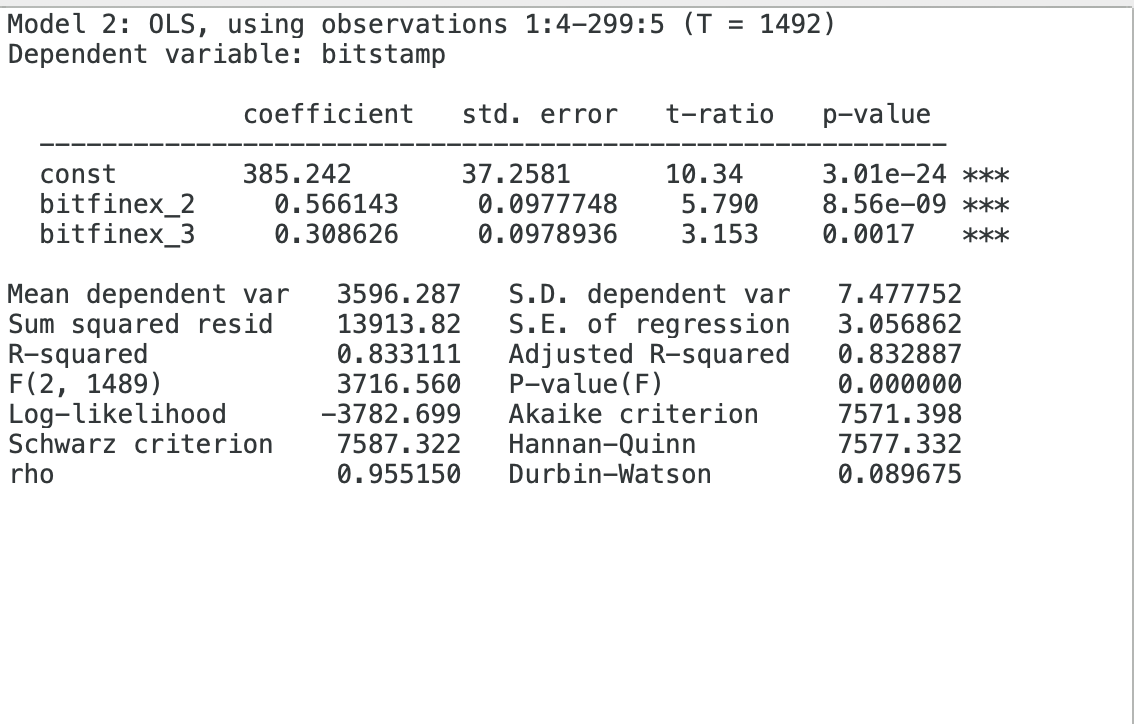 Model 2: OLS, using observations 1:4-299:5 (T = 1492)
Dependent variable: bitstamp
coefficient std. error t-ratio p-value
---------------------------------------------------------
const 385.242 37.2581 10.34 3.01e-24 ***
bitfinex_2 0.566143 0.0977748 5.790 8.56e-09 ***
bitfinex_3 0.308626 0.0978936 3.153 0.0017 ***
Mean dependent var 3596.287 S.D. dependent var 7.477752
Sum squared resid 13913.82 S.E. of regression 3.056862
R-squared 0.833111 Adjusted R-squared 0.832887
F(2, 1489) 3716.560 P-value(F) 0.000000
Log-likelihood -3782.699 Akaike criterion 7571.398
Schwarz criterion 7587.322 Hannan-Quinn 7577.332
rho 0.955150 Durbin-Watson 0.089675